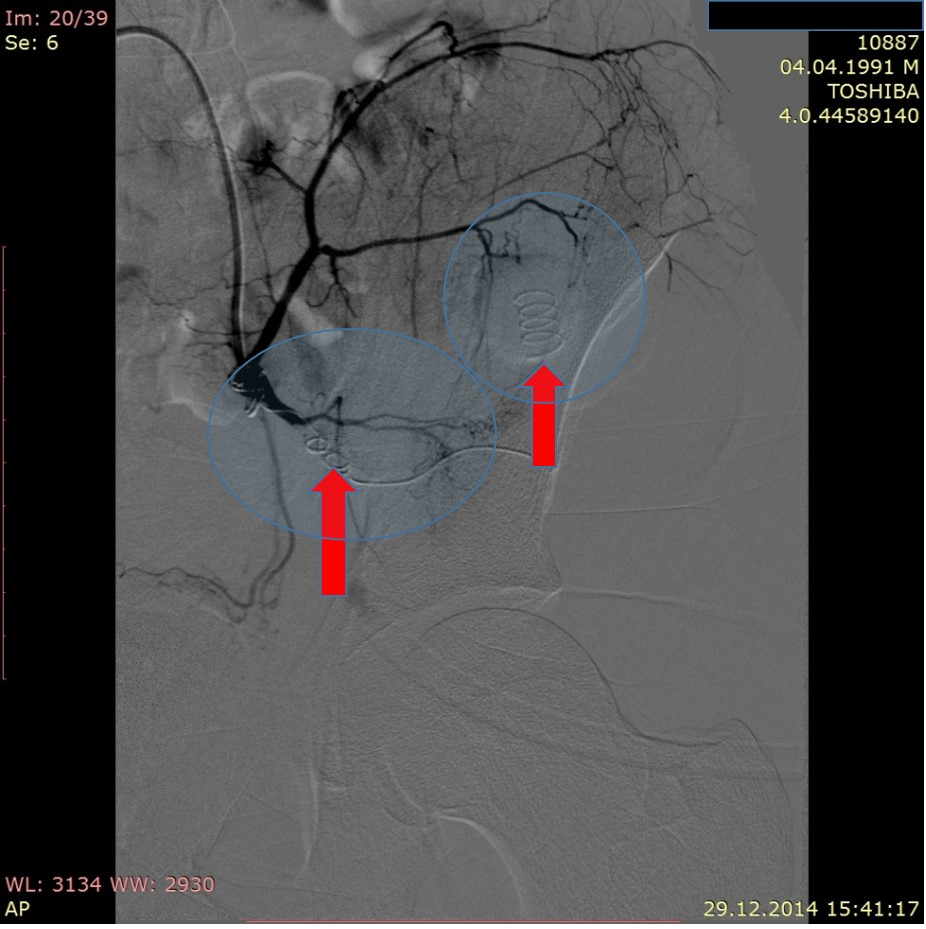 Im: 20/39
Se: 6
10887
04.04.1991 M
TOSHIBA
4.0.44589140
WL: 3134 WW: 2930
AP
29.12.2014 15:41:17